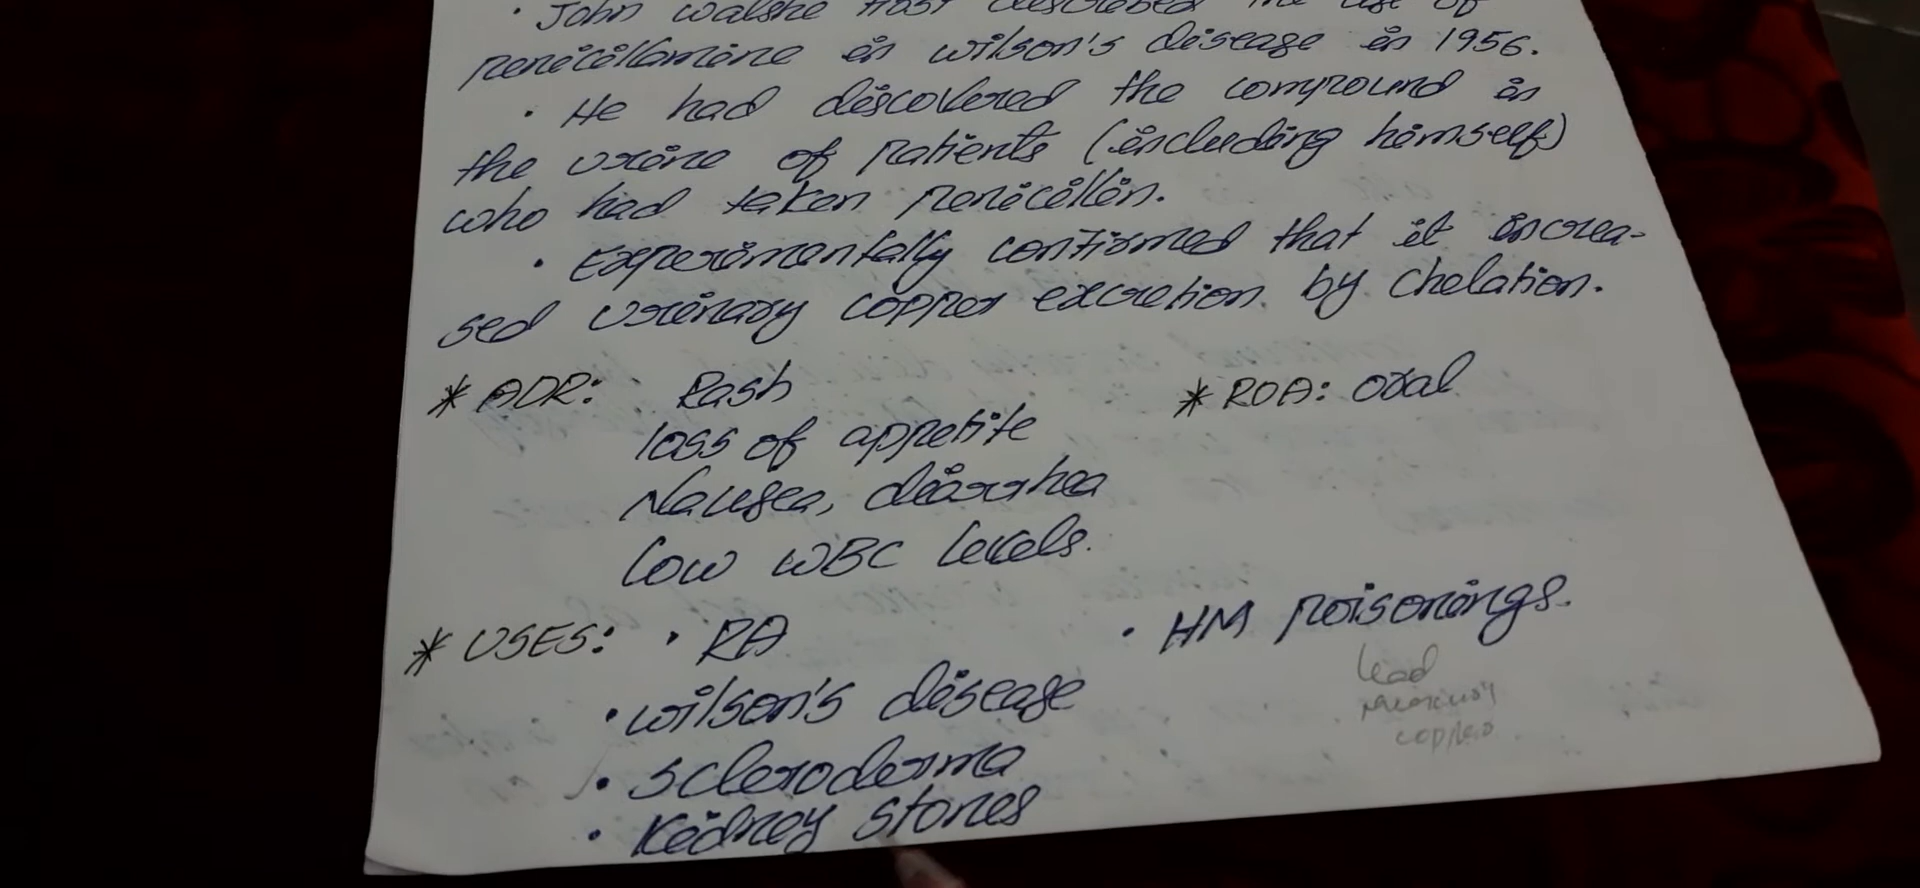 · John Walshe first described the use of
penicillamine in wilson's disease in 1956.
· He had discovered the compound in
the urine of patients (including himself)
who had taken penicillin.
· Experimentally confirmed that it increa-
sed urinary copper excretion by chelation.
* ADR: Rash
loss of appetite
Nausea, diarrhea
low WBC levels.
* ROA: oral
* USES: · RA
· wilson's disease
· scleroderma
· Kidney stones
· HM poisonings.
lead
mercury
copper